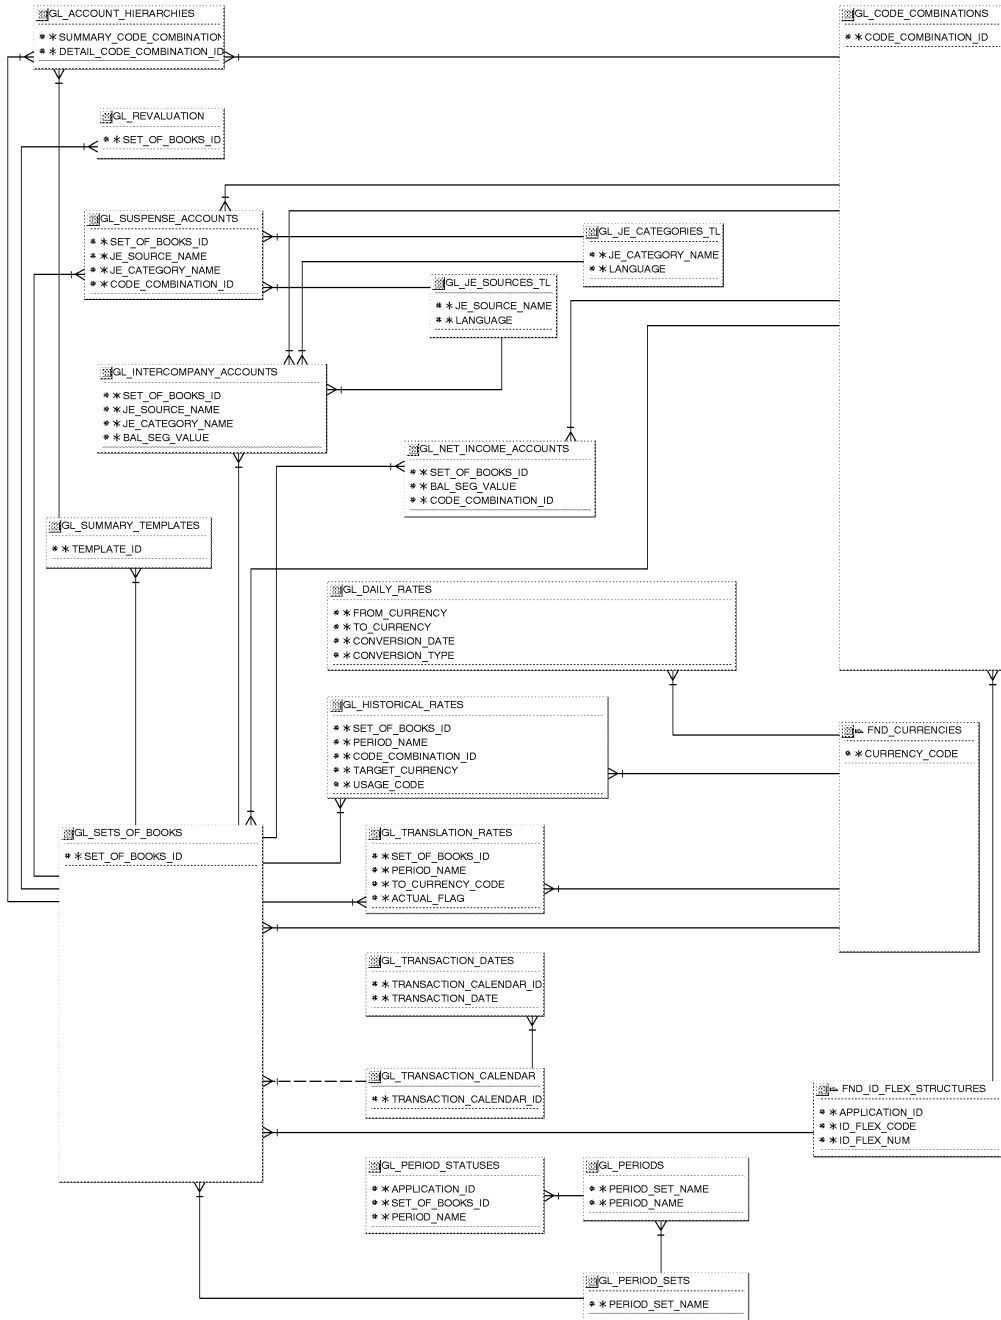 GL_ACCOUNT_HIERARCHIES
* SUMMARY_CODE_COMBINATION
* DETAIL_CODE_COMBINATION_ID
GL_CODE_COMBINATIONS
* CODE_COMBINATION_ID
GL_REVALUATION
* SET_OF_BOOKS_ID
GL_SUSPENSE_ACCOUNTS
* SET_OF_BOOKS_ID
* JE_SOURCE_NAME
* JE_CATEGORY_NAME
* CODE_COMBINATION_ID
GL_JE_CATEGORIES_TL
* JE_CATEGORY_NAME
* LANGUAGE
GL_JE_SOURCES_TL
* JE_SOURCE_NAME
* LANGUAGE
GL_INTERCOMPANY_ACCOUNTS
* SET_OF_BOOKS_ID
* JE_SOURCE_NAME
* JE_CATEGORY_NAME
* BAL_SEG_VALUE
GL_NET_INCOME_ACCOUNTS
* SET_OF_BOOKS_ID
* BAL_SEG_VALUE
* CODE_COMBINATION_ID
GL_SUMMARY_TEMPLATES
* TEMPLATE_ID
GL_DAILY_RATES
* FROM_CURRENCY
* TO_CURRENCY
* CONVERSION_DATE
* CONVERSION_TYPE
GL_HISTORICAL_RATES
* SET_OF_BOOKS_ID
* PERIOD_NAME
* CODE_COMBINATION_ID
* TARGET_CURRENCY
* USAGE_CODE
FND_CURRENCIES
* CURRENCY_CODE
GL_SETS_OF_BOOKS
* SET_OF_BOOKS_ID
GL_TRANSLATION_RATES
* SET_OF_BOOKS_ID
* PERIOD_NAME
* TO_CURRENCY_CODE
* ACTUAL_FLAG
GL_TRANSACTION_DATES
* TRANSACTION_CALENDAR_ID
* TRANSACTION_DATE
GL_TRANSACTION_CALENDAR
* TRANSACTION_CALENDAR_ID
FND_ID_FLEX_STRUCTURES
* APPLICATION_ID
* ID_FLEX_CODE
* ID_FLEX_NUM
GL_PERIOD_STATUSES
* APPLICATION_ID
* SET_OF_BOOKS_ID
* PERIOD_NAME
GL_PERIODS
* PERIOD_SET_NAME
* PERIOD_NAME
GL_PERIOD_SETS
* PERIOD_SET_NAME